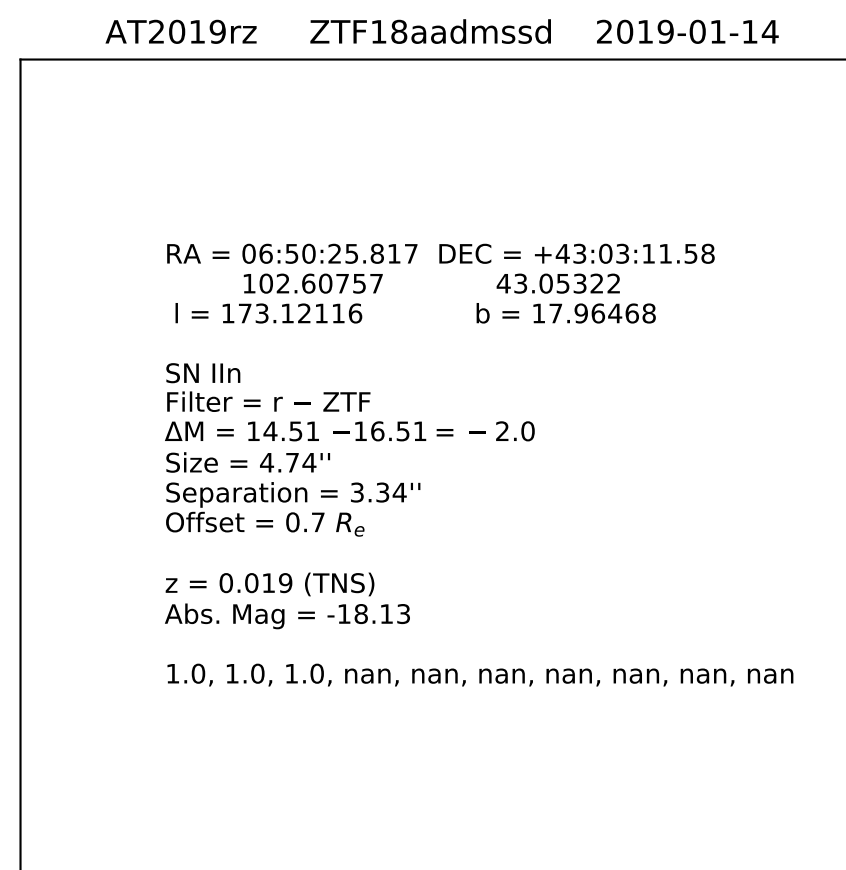 AT2019rz ZTF18aadmssd 2019-01-14
RA = 06:50:25.817 DEC = +43:03:11.58
102.60757 43.05322
l = 173.12116 b = 17.96468
SN IIn
Filter = r − ZTF
ΔM = 14.51 −16.51 = − 2.0
Size = 4.74''
Separation = 3.34''
Offset = 0.7 Rₑ
z = 0.019 (TNS)
Abs. Mag = -18.13
1.0, 1.0, 1.0, nan, nan, nan, nan, nan, nan, nan